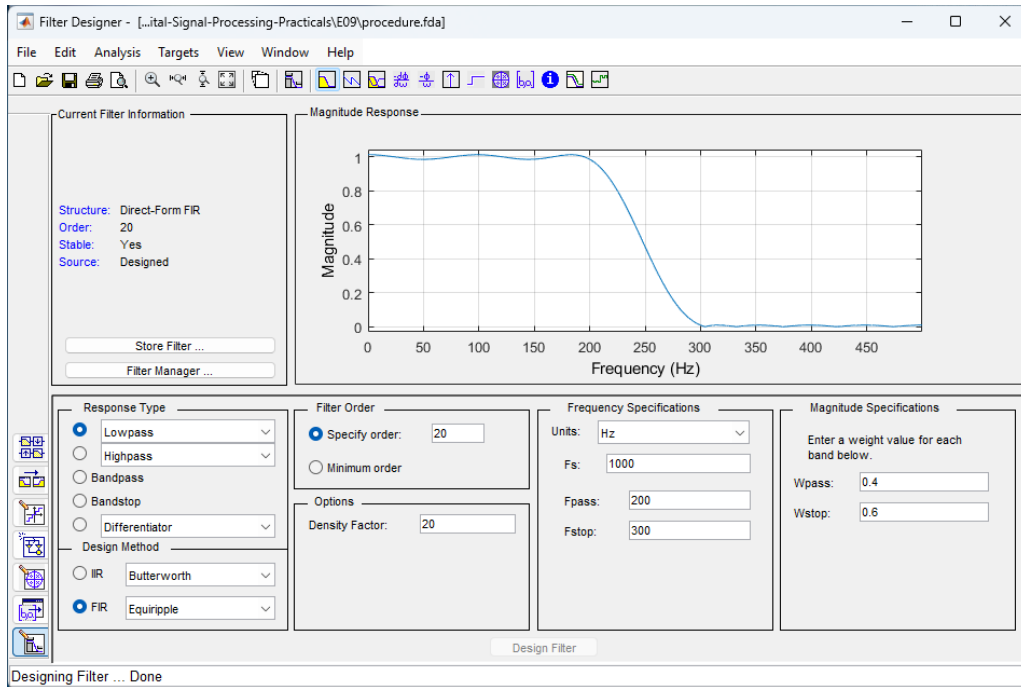 Filter Designer - [...ital-Signal-Processing-Practicals\E09\procedure.fda]
File Edit Analysis Targets View Window Help
Current Filter Information
Structure: Direct-Form FIR
Order: 20
Stable: Yes
Source: Designed
Store Filter ...
Filter Manager ...
Magnitude Response
1
0.8
0.6
0.4
0.2
0
Magnitude
0 50 100 150 200 250 300 350 400 450
Frequency (Hz)
Response Type
Lowpass
Highpass
Bandpass
Bandstop
Differentiator
Design Method
IIR Butterworth
FIR Equiripple
Filter Order
Specify order: 20
Minimum order
Options
Density Factor: 20
Frequency Specifications
Units: Hz
Fs: 1000
Fpass: 200
Fstop: 300
Magnitude Specifications
Enter a weight value for each
band below.
Wpass: 0.4
Wstop: 0.6
Design Filter
Designing Filter ... Done